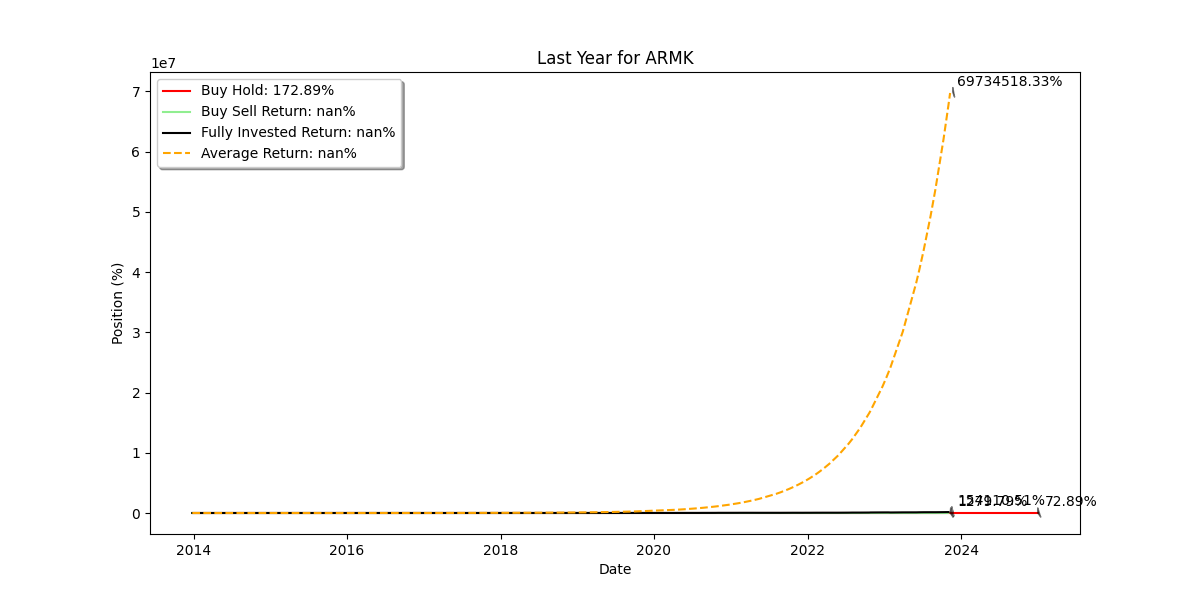 Last Year for ARMK
1e7
69734518.33%
Buy Hold: 172.89%
Buy Sell Return: nan%
Fully Invested Return: nan%
Average Return: nan%
7
6
5
4
3
2
1
0
72.89%
Position (%)
2014
2016
2018
2020
2022
2024
Date